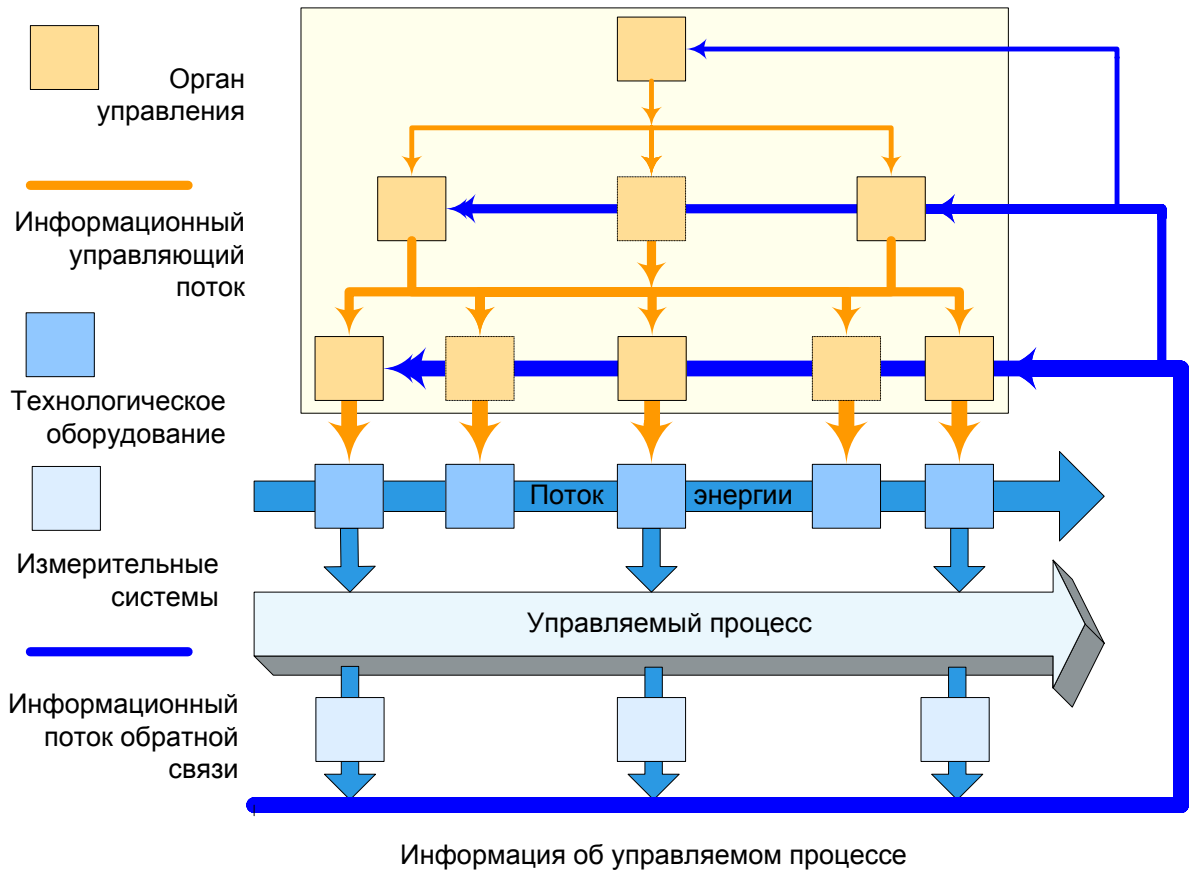 Орган
управления
Информационный
управляющий
поток
Технологическое
оборудование
Измерительные
системы
Информационный
поток обратной
связи
Поток энергии
Управляемый процесс
Информация об управляемом процессе